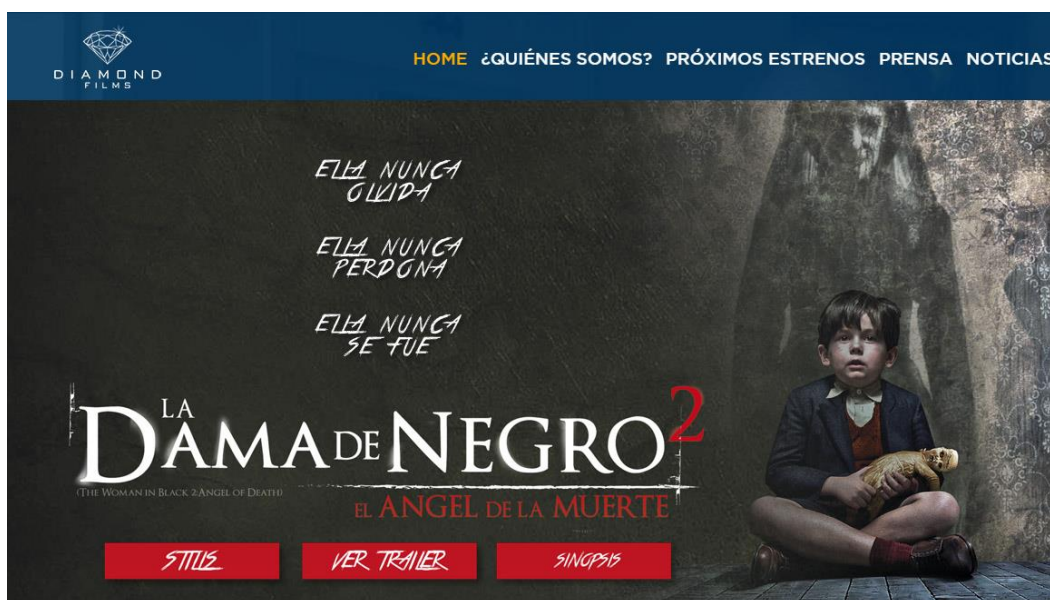 DIAMOND
FILMS
HOME ¿QUIÉNES SOMOS? PRÓXIMOS ESTRENOS PRENSA NOTICIAS
ELLA NUNCA
OLVIDA
ELLA NUNCA
PERDONA
ELLA NUNCA
SE FUE
LA
DAMA DE NEGRO 2
(THE WOMAN IN BLACK 2:ANGEL OF DEATH)
EL ANGEL DE LA MUERTE
STILLS VER TRAILER SINOPSIS